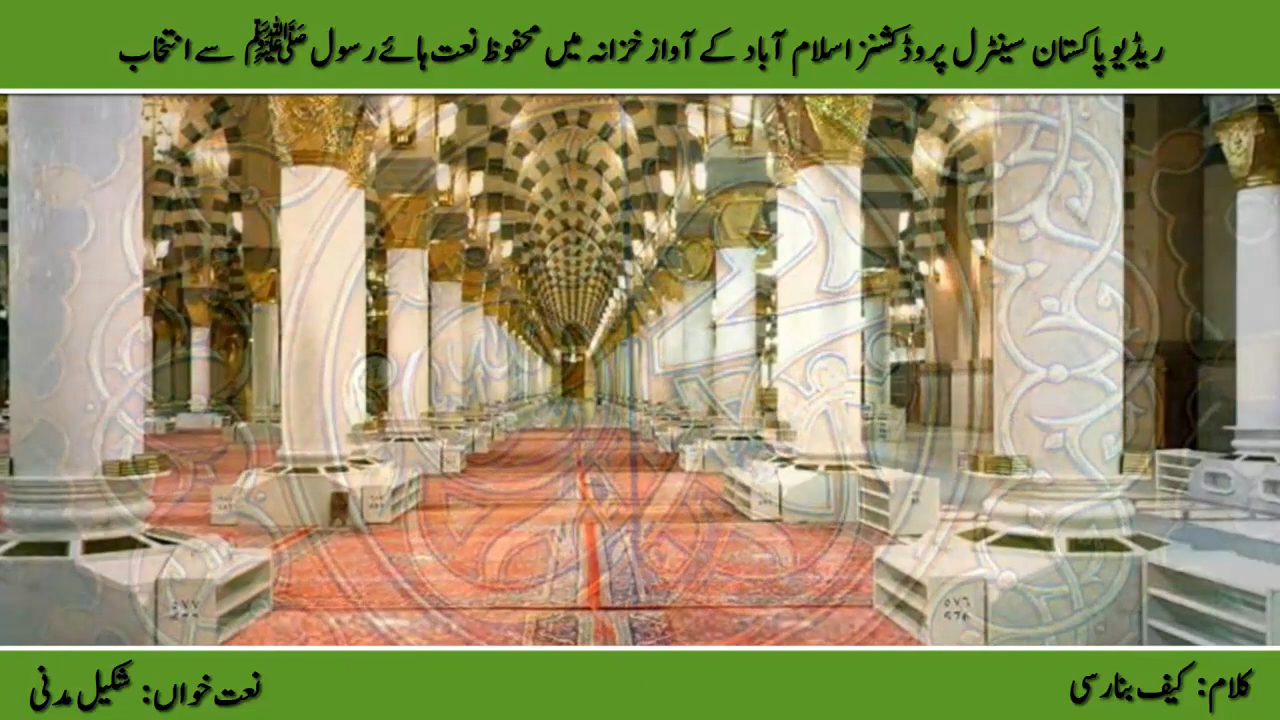 ریڈیو پاکستان سینٹرل پروڈکشنز اسلام آباد کے آواز خزانہ میں محفوظ نعت ہائے رسول ﷺ سے انتخاب
کلام: کیف بنارسی
نعت خواں: شکیل مدنی